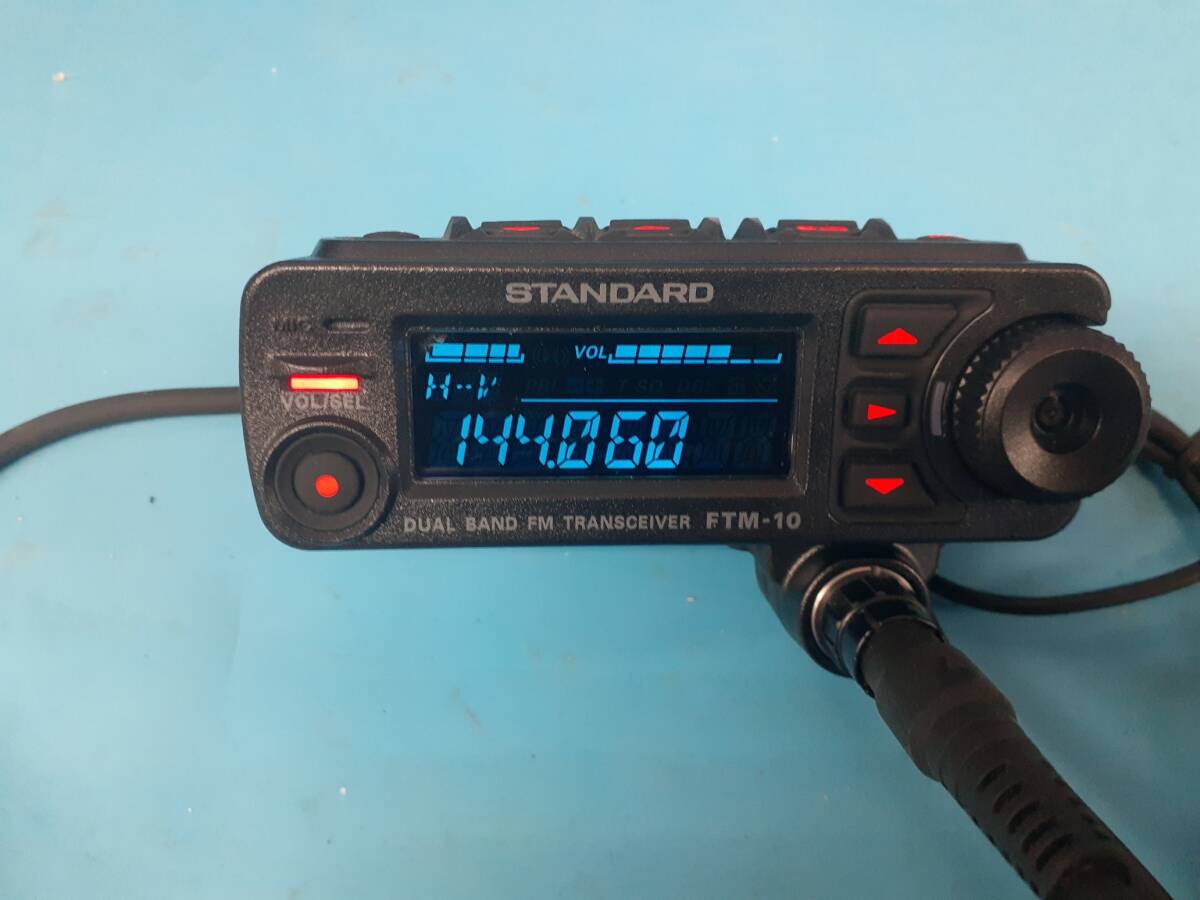 STANDARD
MIC
VOL
VOL/SEL
H--V
144.060
DUAL BAND FM TRANSCEIVER FTM-10